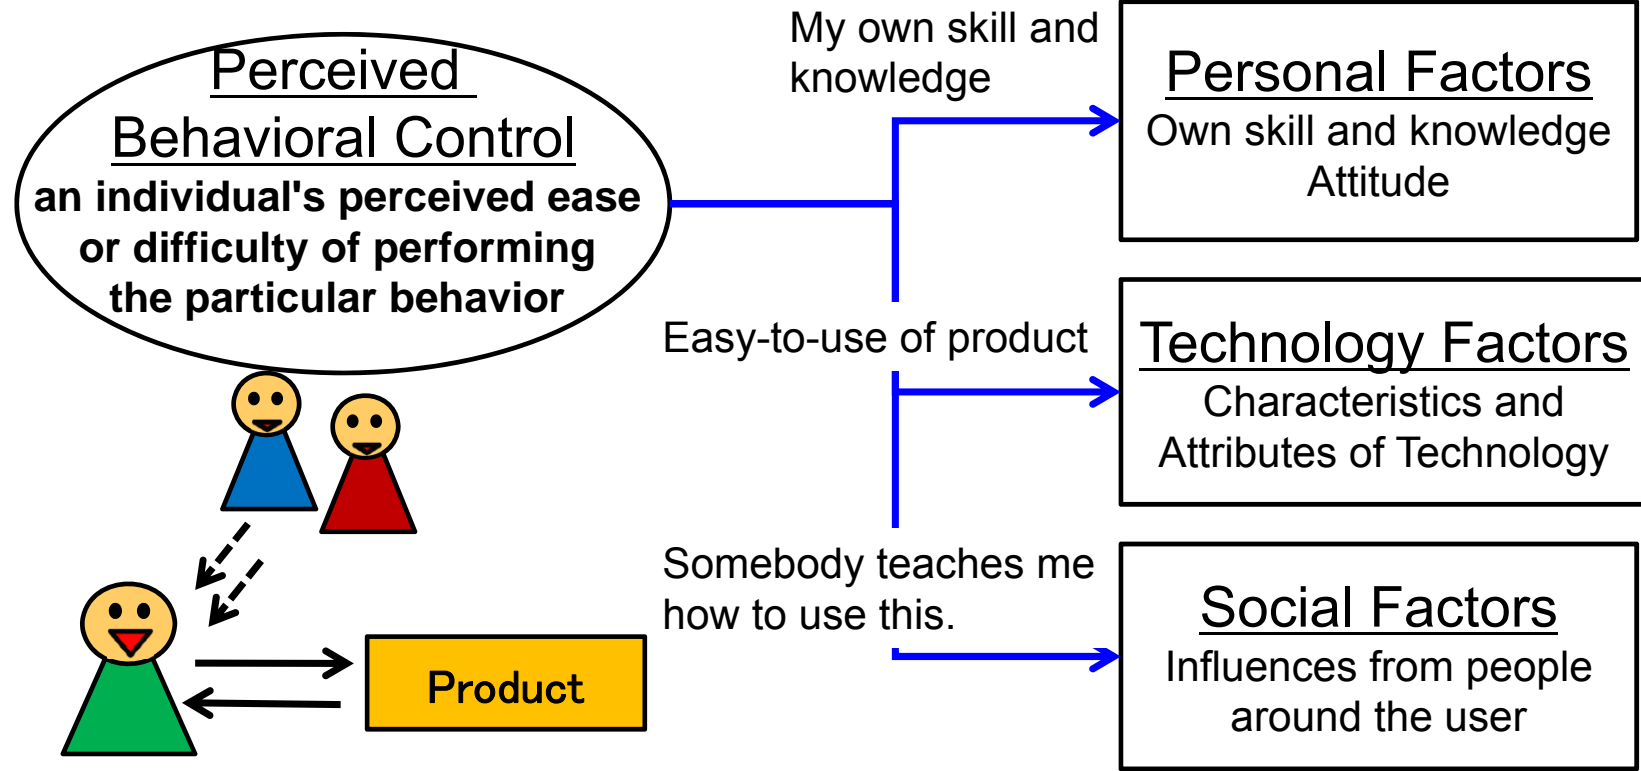 Perceived
Behavioral Control
an individual's perceived ease
or difficulty of performing
the particular behavior
My own skill and
knowledge
Personal Factors
Own skill and knowledge
Attitude
Easy-to-use of product
Technology Factors
Characteristics and
Attributes of Technology
Somebody teaches me
how to use this.
Social Factors
Influences from people
around the user
Product